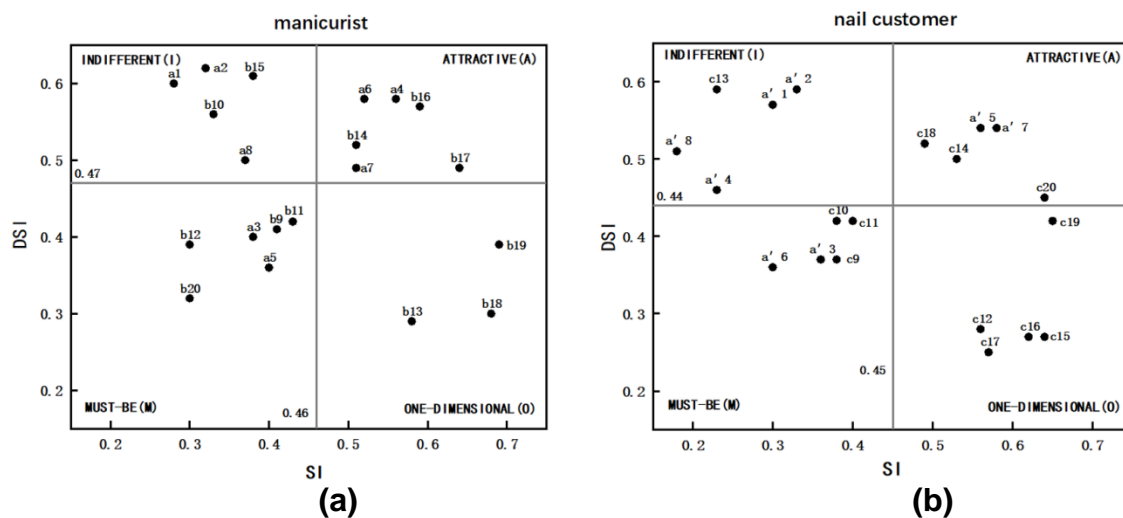 manicurist
INDIFFERENT(I)
ATTRACTIVE(A)
a1
a2
b15
b10
a8
a6
a4
b16
b14
a7
b17
0.47
b12
b20
a3
b9
b11
a5
b19
b13
b18
MUST-BE(M)
0.46
ONE-DIMENSIONAL(O)
0.6
0.5
0.4
0.3
0.2
DSI
0.2 0.3 0.4 0.5 0.6 0.7
SI
(a)
nail customer
INDIFFERENT(I)
ATTRACTIVE(A)
c13
a' 1
a' 2
a' 8
a' 4
c18
a' 5
a' 7
c14
c20
0.44
c10
c11
a' 6
a' 3
c9
c19
c12
c17
c16
c15
0.45
MUST-BE(M)
ONE-DIMENSIONAL(O)
0.6
0.5
0.4
0.3
0.2
DSI
0.2 0.3 0.4 0.5 0.6 0.7
SI
(b)